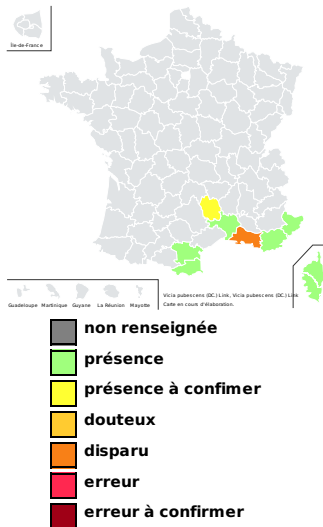 Île-de-France
Guadeloupe Martinique Guyane La Réunion Mayotte
Vicia pubescens (DC.) Link, Vicia pubescens (DC.) Link
Carte en cours d'élaboration.
non renseignée
présence
présence à confimer
douteux
disparu
erreur
erreur à confirmer